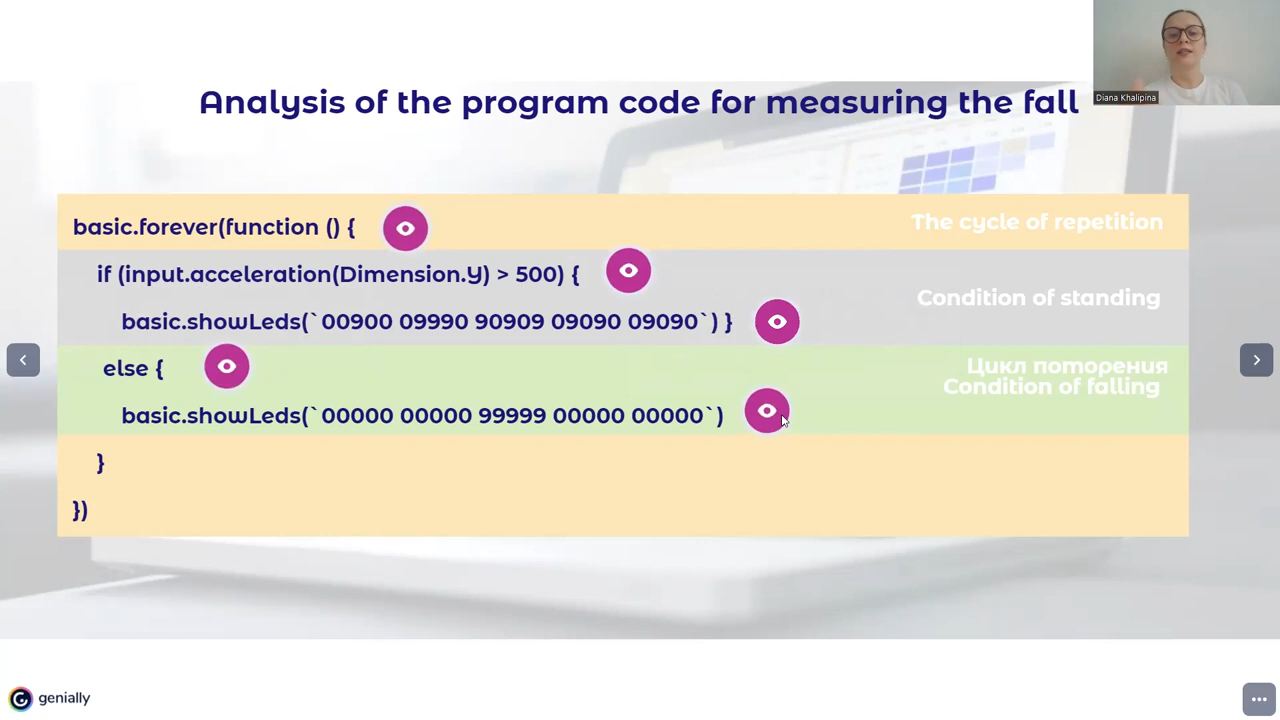 Diana Khalipina
Analysis of the program code for measuring the fall
basic.forever(function () {
The cycle of repetition
if (input.acceleration(Dimension.Y) > 500) {
Condition of standing
basic.showLeds(`00900 09990 90909 09090 09090`) }
else {
Цикл поторения
Condition of falling
basic.showLeds(`00000 00000 99999 00000 00000`)
}
})
genially